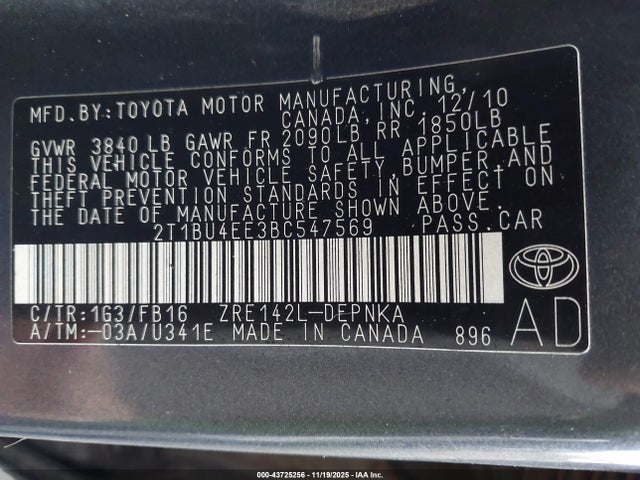 MFD. BY: TOYOTA MOTOR MANUFACTURING,
CANADA, INC. 12/10
GVWR 3840 LB GAWR FR 2090LB RR 1850LB
THIS VEHICLE CONFORMS TO ALL APPLICABLE
FEDERAL MOTOR VEHICLE SAFETY, BUMPER, AND
THEFT PREVENTION STANDARDS IN EFFECT ON
THE DATE OF MANUFACTURE SHOWN ABOVE.
2T1BU4EE3BC547569 PASS. CAR
C/TR:1G3/FB16 ZRE142L-DEPNKA
A/TM:-03A/U341E MADE IN CANADA 896
AD
000-43725256 - 11/19/2025 - IAA Inc.